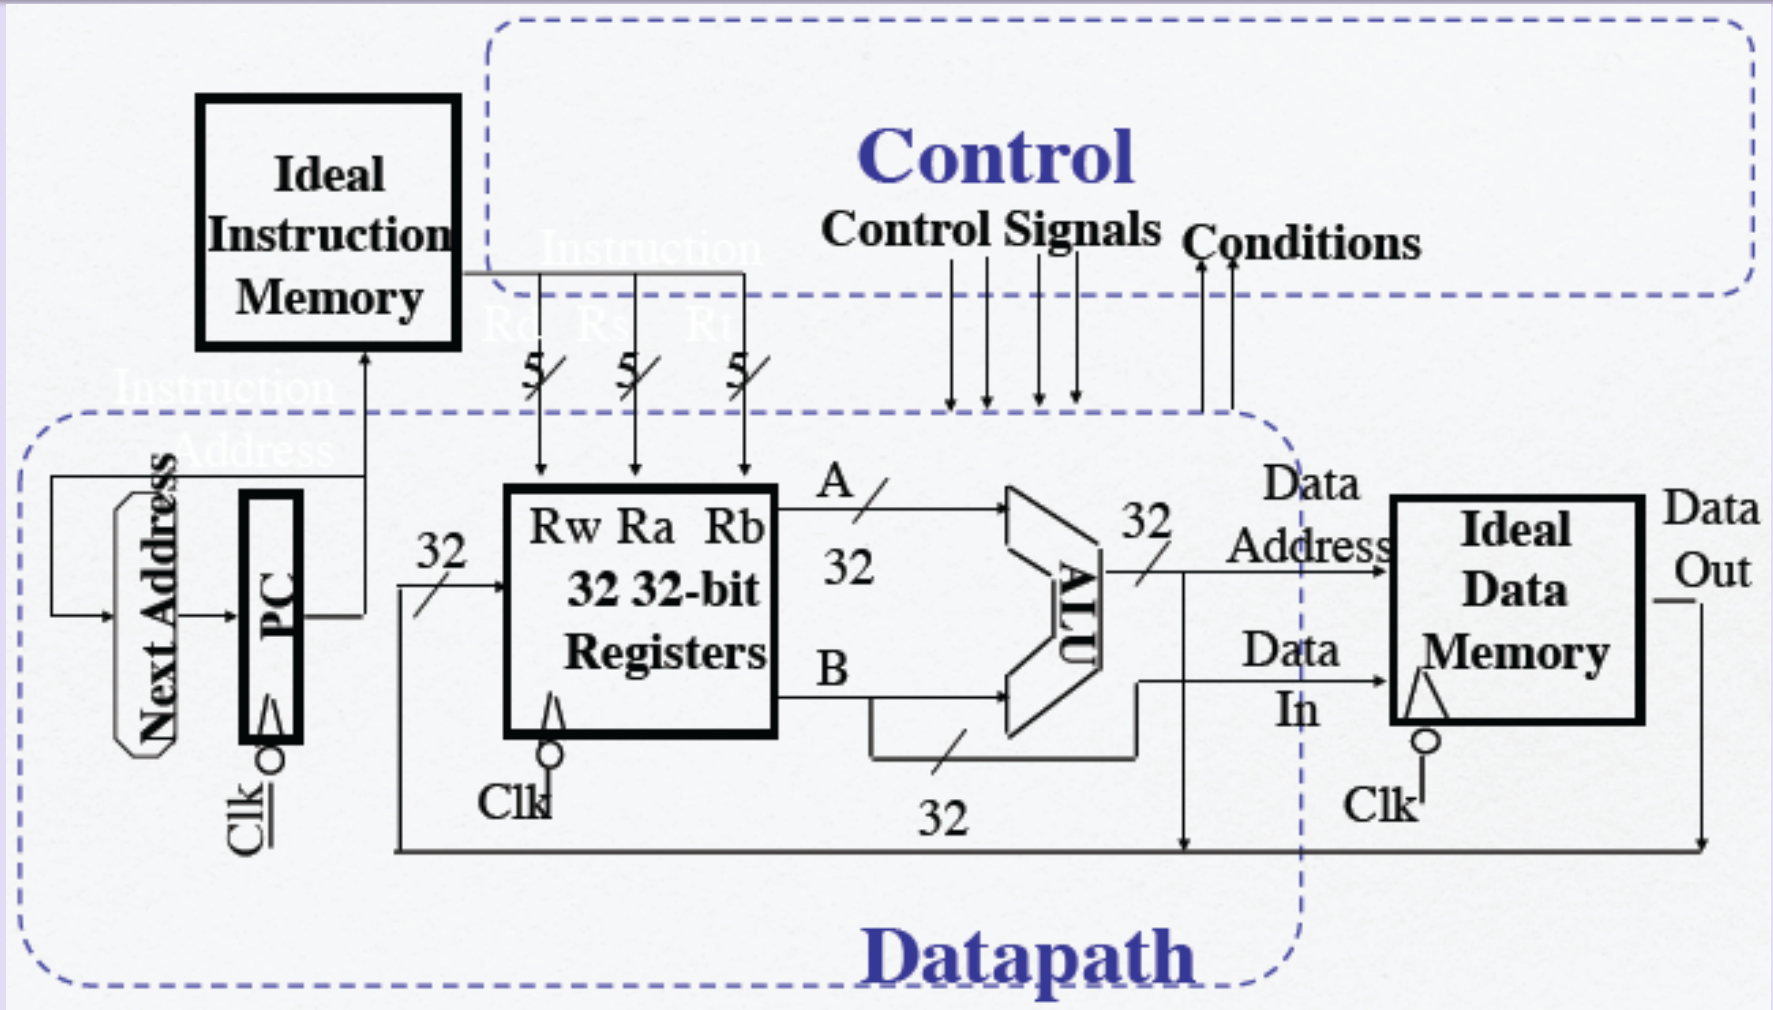 Control
Ideal
Instruction
Memory
Control Signals
Conditions
Instruction
Rd
Rs
Rt
5
5
5
Instruction
Address
Next Address
PC
Clk
32
Rw Ra Rb
32 32-bit
Registers
Clk
A
32
B
32
ALU
32
Data
Address
Data
In
Ideal
Data
Memory
Clk
Data
Out
Datapath